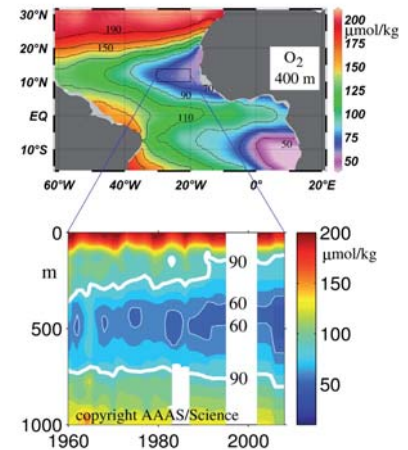 30°N
20°N
10°N
EQ
10°S
60°W 40°W 20°W 0° 20°E
190
150
70
90
110
50
O₂
400 m
200
175
150
125
100
75
50
μmol/kg
0
m
500
1000
1960 1980 2000
90
60
60
90
copyright AAAS/Science
200
150
100
50
μmol/kg